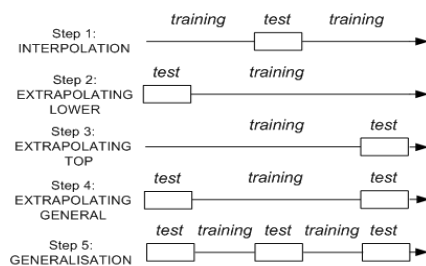 training test training
Step 1:
INTERPOLATION
test training
Step 2:
EXTRAPOLATING
LOWER
training test
Step 3:
EXTRAPOLATING
TOP
test training test
Step 4:
EXTRAPOLATING
GENERAL
test training test training test
Step 5:
GENERALISATION